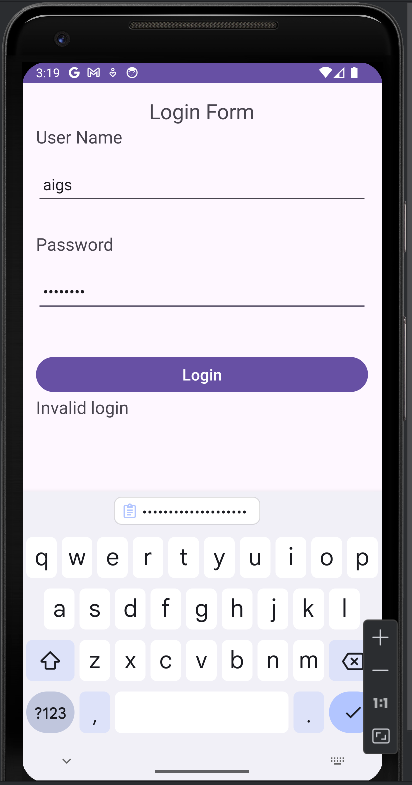 3:19
Login Form
User Name
aigs
Password
••••••••
Login
Invalid login
••••••••••••••••••••
q w e r t y u i o p
a s d f g h j k l
z x c v b n m
?123 , .
1:1